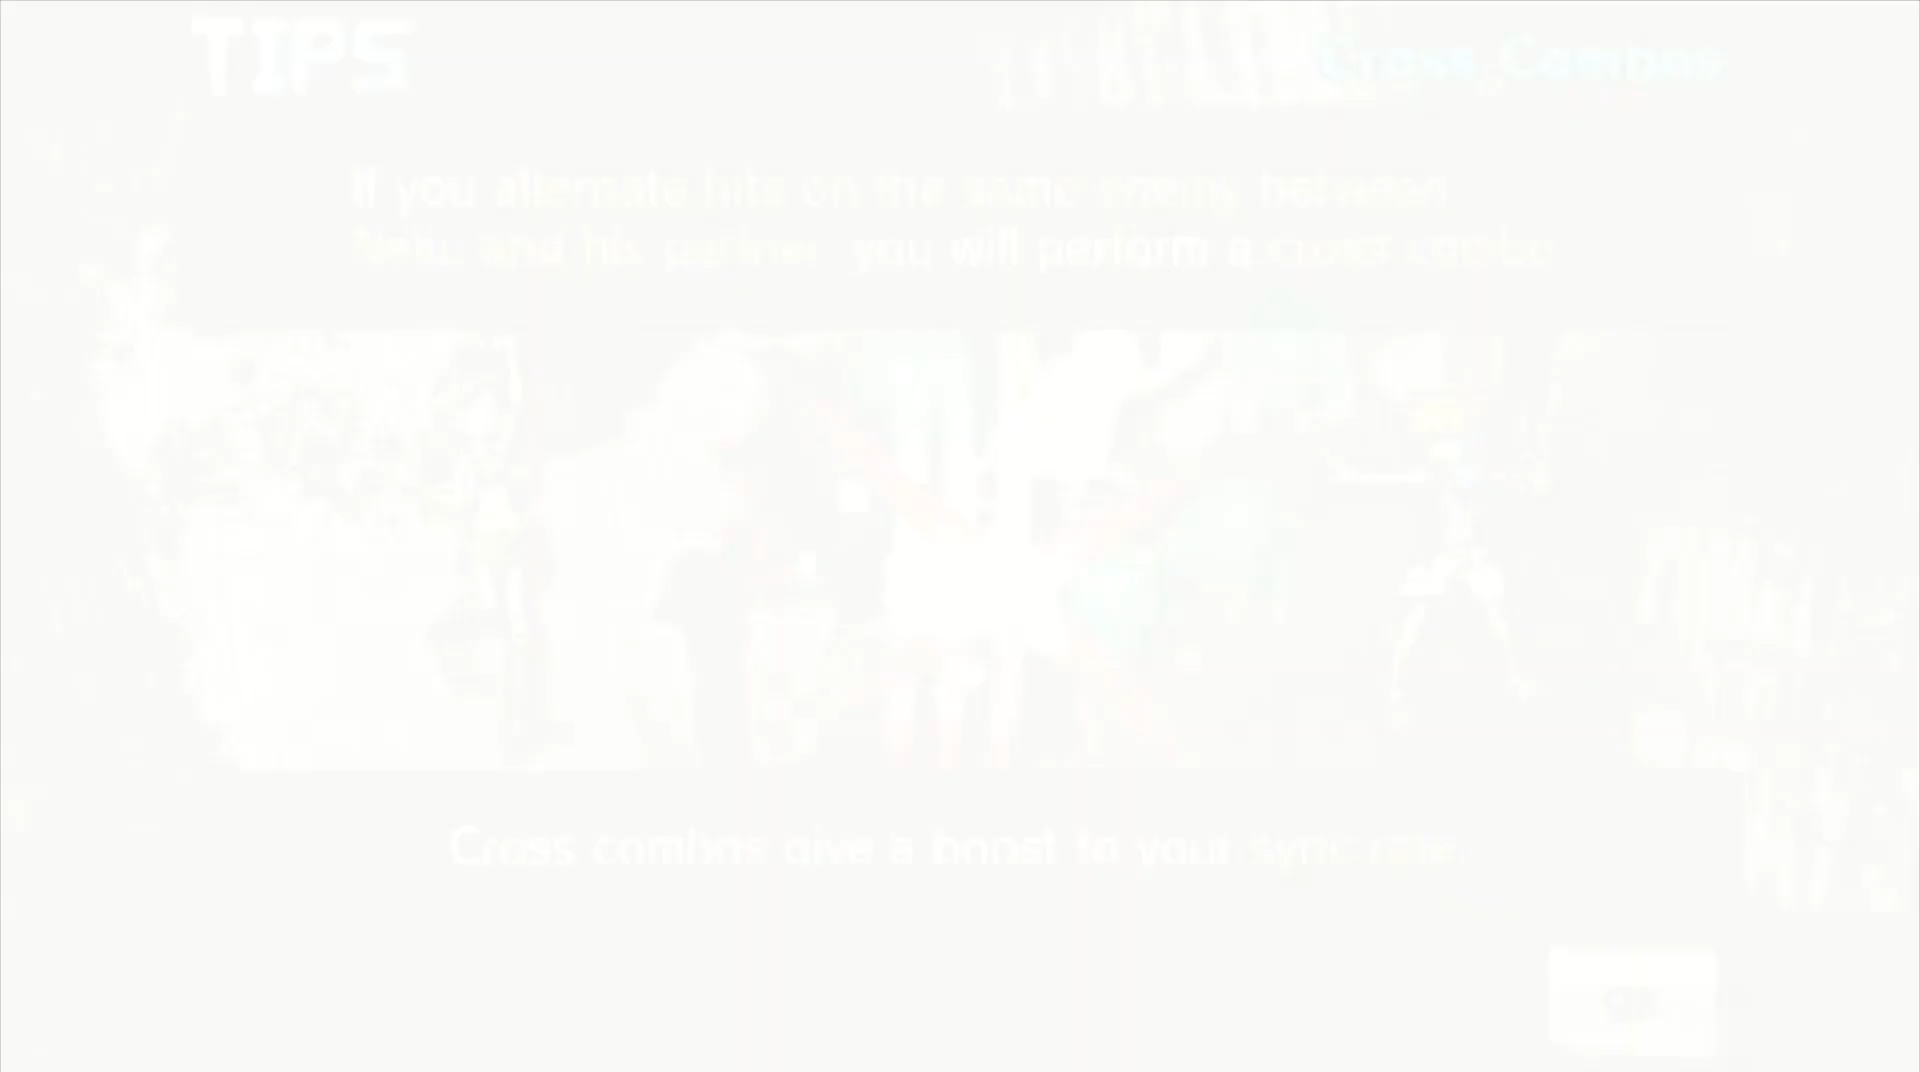 TIPS
Cross Combos
If you alternate hits on the same enemy between
Neku and his partner, you will perform a cross combo.
Cross combos give a boost to your sync rate.